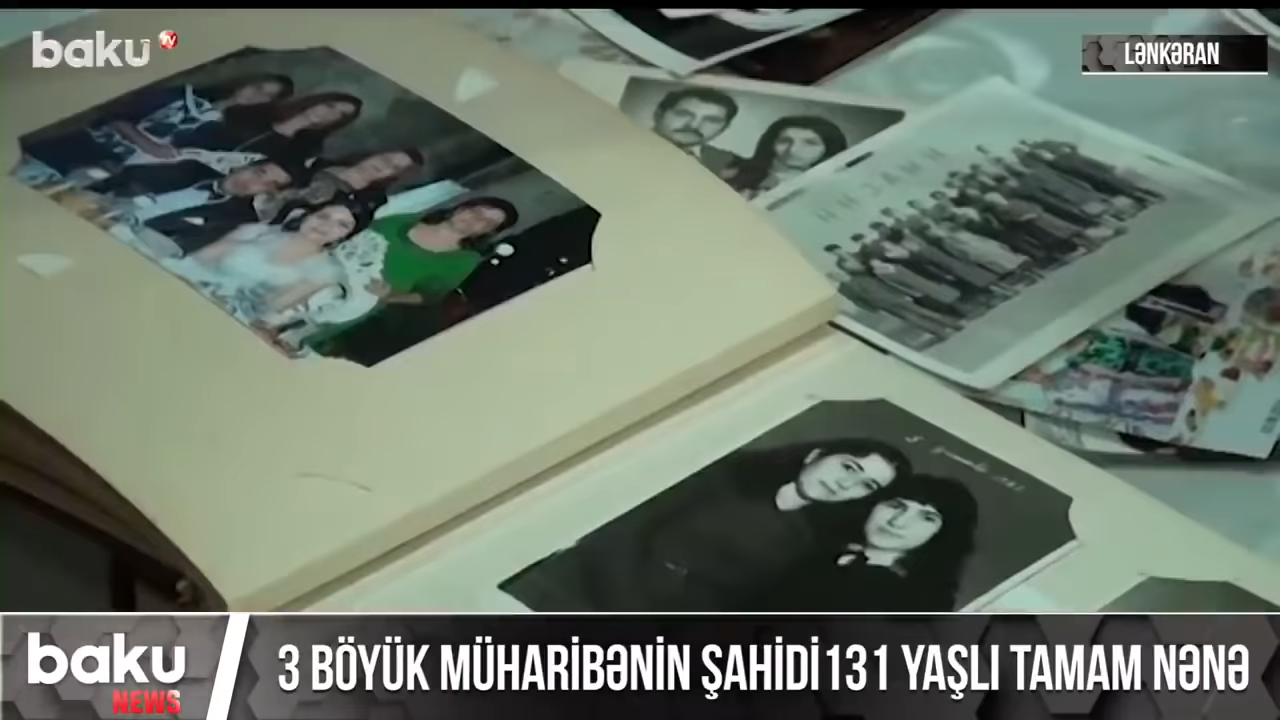 baku TV
LƏNKƏRAN
baku
NEWS
3 BÖYÜK MÜHARİBƏNİN ŞAHİDİ 131 YAŞLI TAMAM NƏNƏ